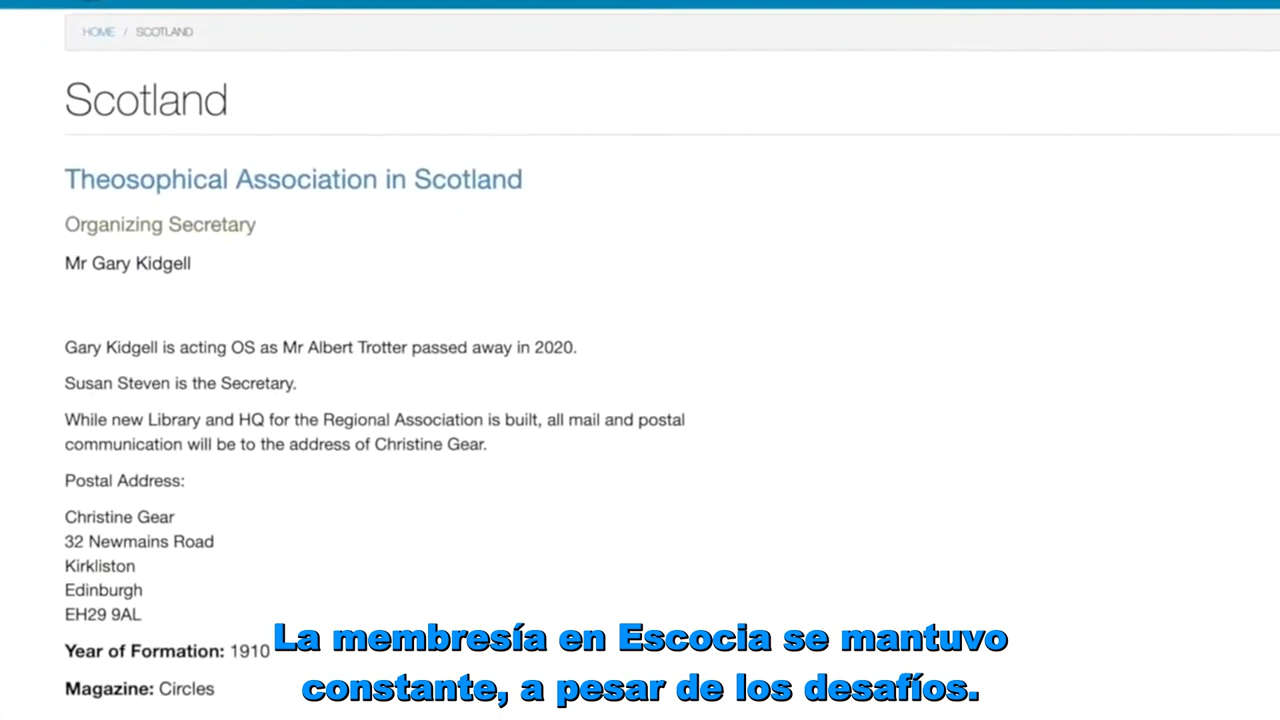 HOME / SCOTLAND
Scotland
Theosophical Association in Scotland
Organizing Secretary
Mr Gary Kidgell
Gary Kidgell is acting OS as Mr Albert Trotter passed away in 2020.
Susan Steven is the Secretary.
While new Library and HQ for the Regional Association is built, all mail and postal
communication will be to the address of Christine Gear.
Postal Address:
Christine Gear
32 Newmains Road
Kirkliston
Edinburgh
EH29 9AL
Year of Formation: 1910
Magazine: Circles
La membresía en Escocia se mantuvo
constante, a pesar de los desafíos.